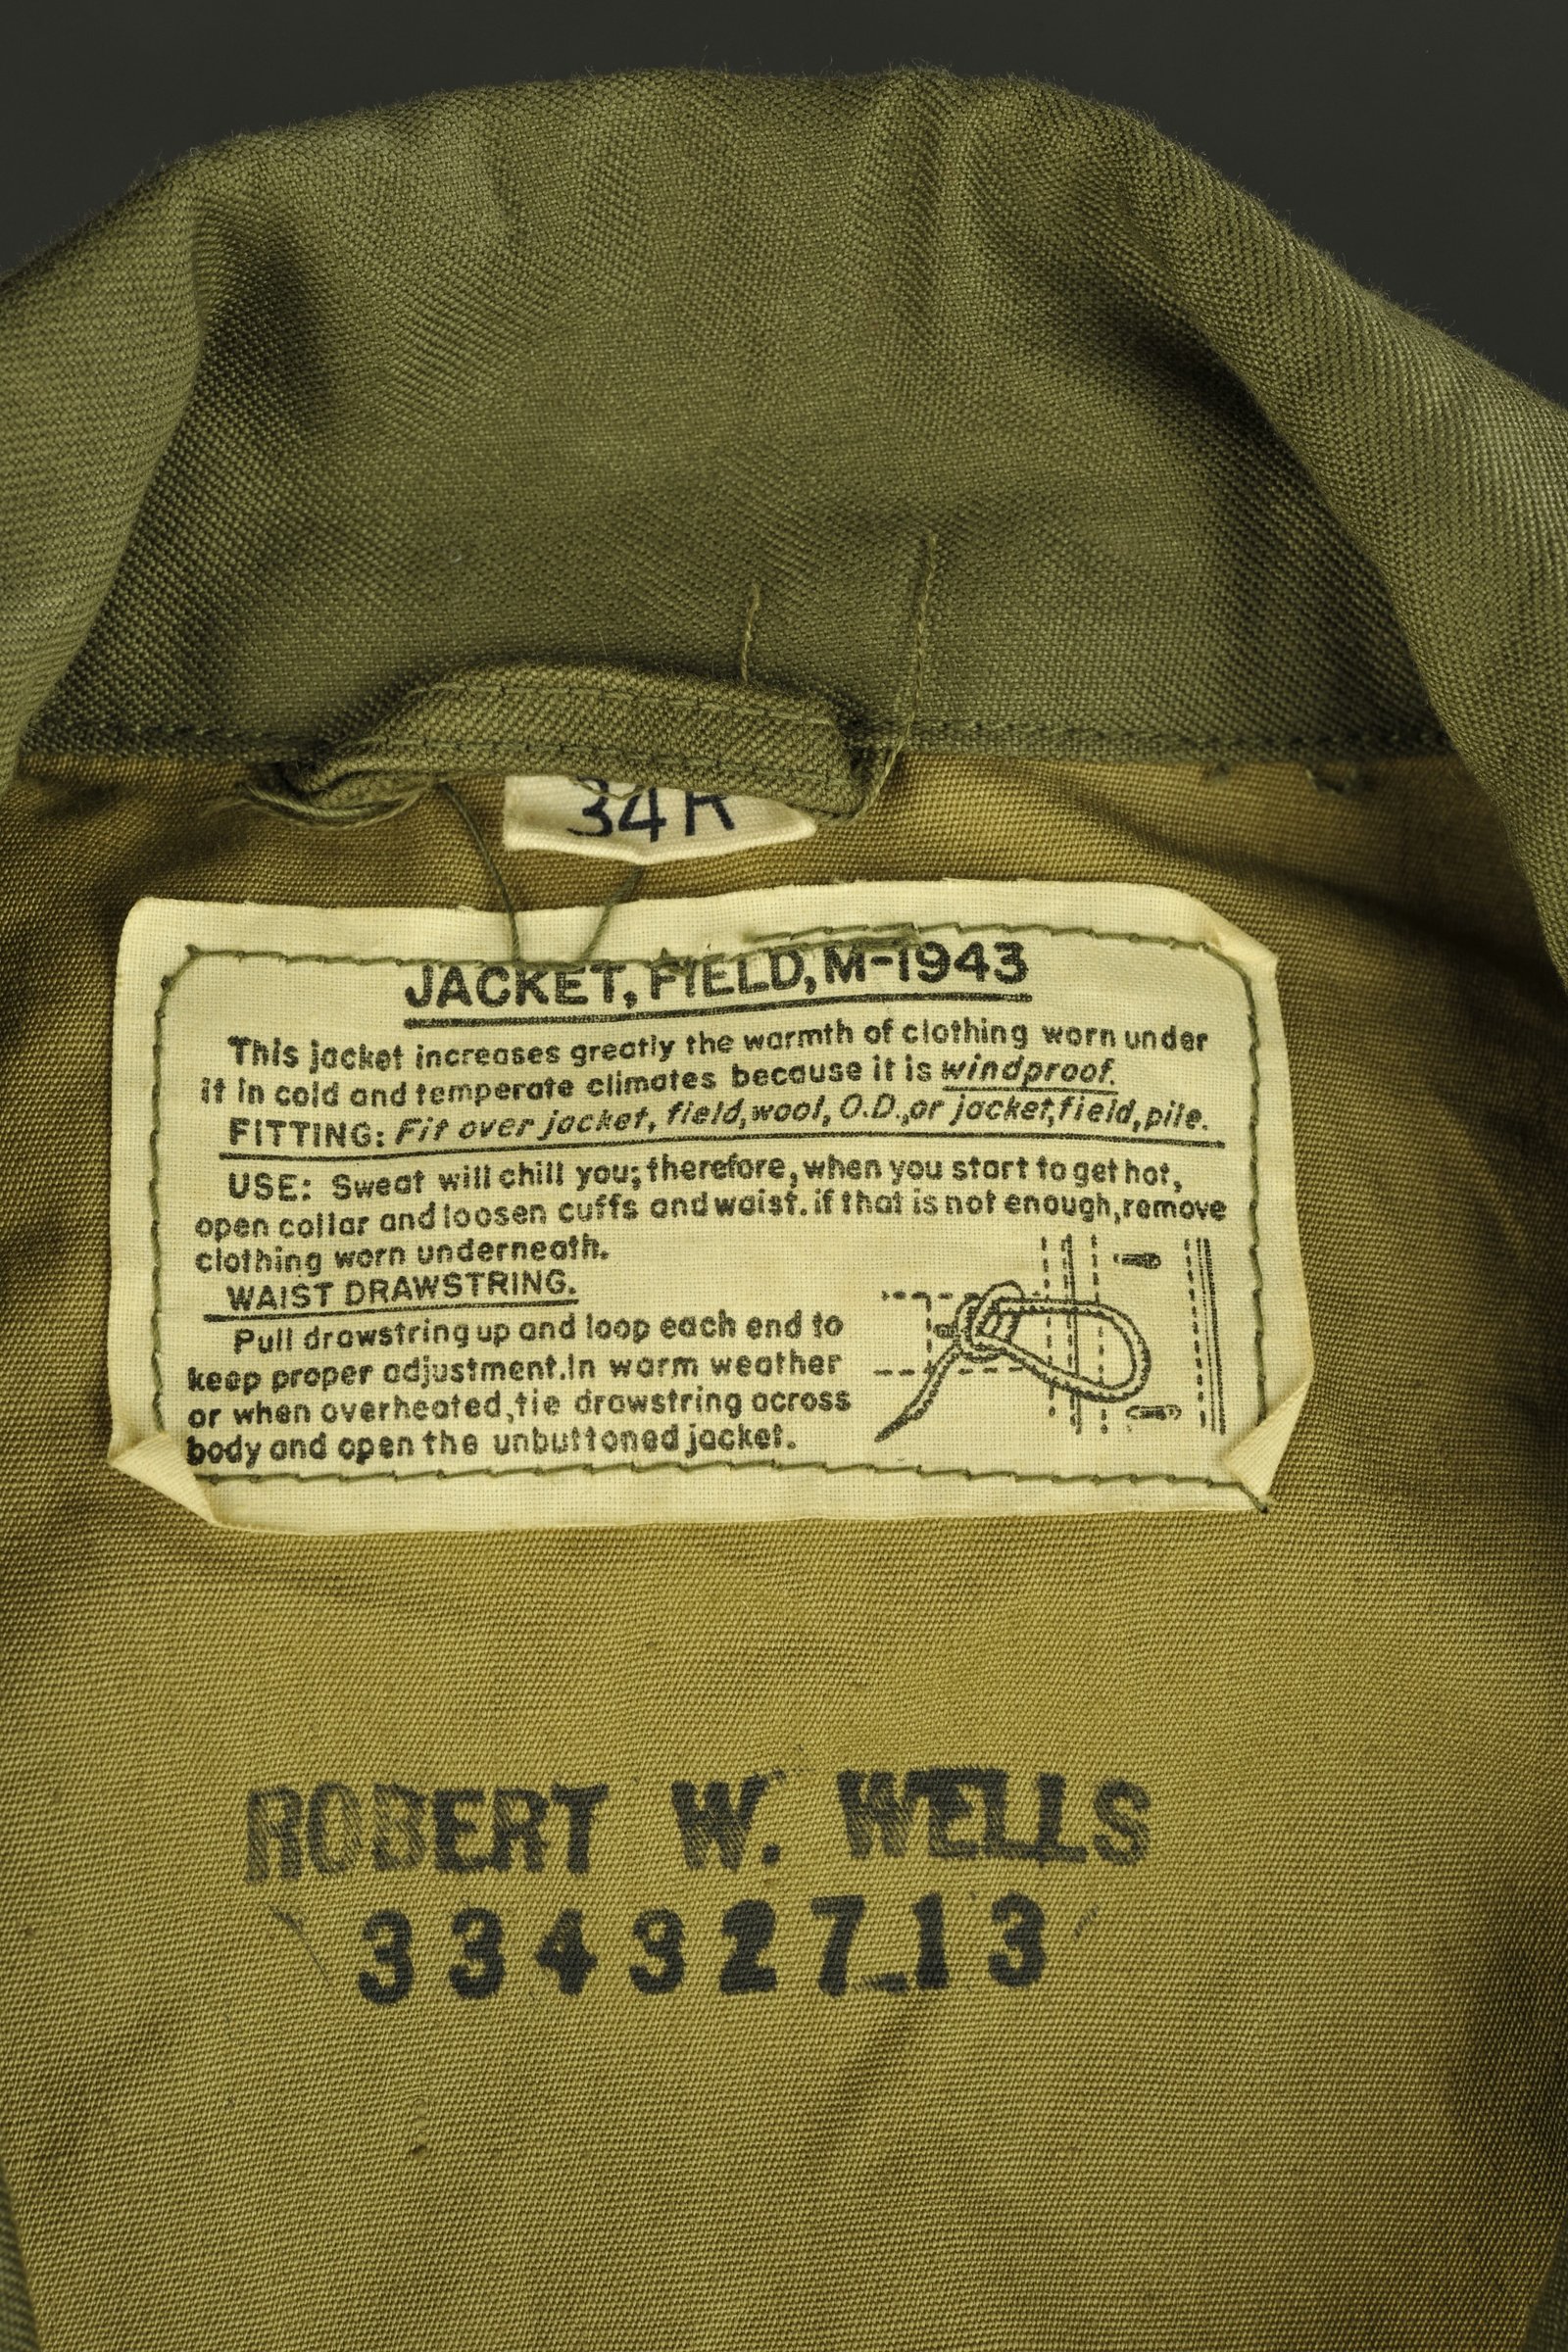 34R
JACKET, FIELD, M-1943
This jacket increases greatly the warmth of clothing worn under
it in cold and temperate climates because it is windproof.
FITTING: Fit over jacket, field, wool, O.D., or jacket, field, pile.
USE: Sweat will chill you; therefore, when you start to get hot,
open collar and loosen cuffs and waist. if that is not enough, remove
clothing worn underneath.
WAIST DRAWSTRING.
Pull drawstring up and loop each end to
keep proper adjustment. In warm weather
or when overheated, tie drawstring across
body and open the unbuttoned jacket.
ROBERT W. WELLS
33432713